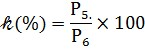 𝓀(%) = P₅. / P₆ × 100